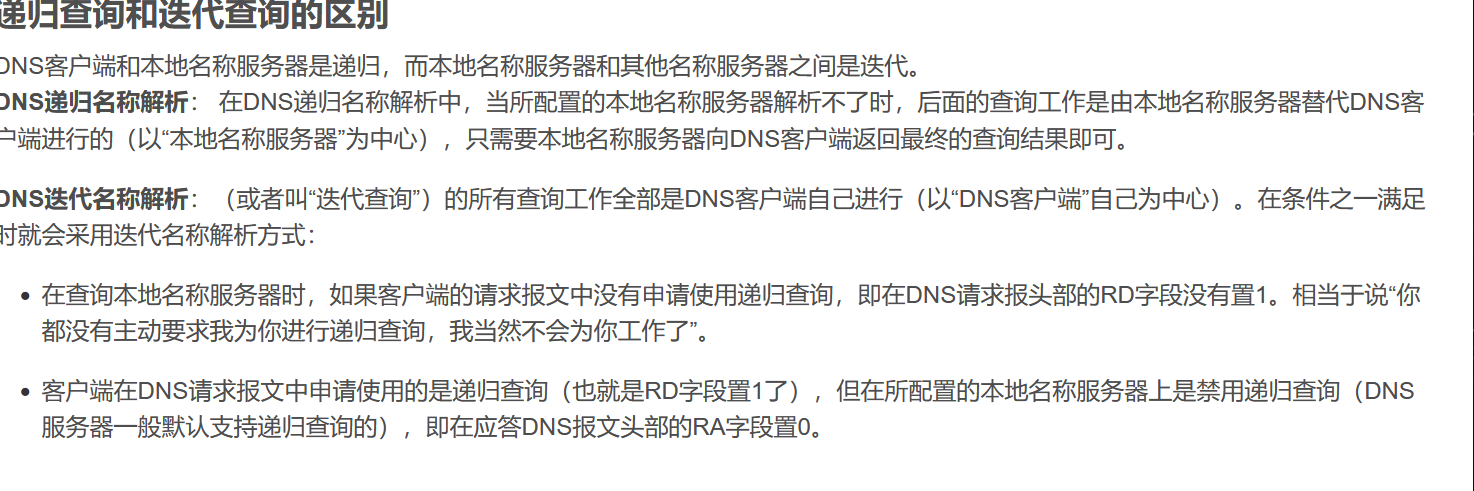 递归查询和迭代查询的区别
DNS客户端和本地名称服务器是递归，而本地名称服务器和其他名称服务器之间是迭代。
DNS递归名称解析： 在DNS递归名称解析中，当所配置的本地名称服务器解析不了时，后面的查询工作是由本地名称服务器替代DNS客
户端进行的（以“本地名称服务器”为中心），只需要本地名称服务器向DNS客户端返回最终的查询结果即可。
DNS迭代名称解析： （或者叫“迭代查询”）的所有查询工作全部是DNS客户端自己进行（以“DNS客户端”自己为中心）。在条件之一满足
时就会采用迭代名称解析方式：
• 在查询本地名称服务器时，如果客户端的请求报文中没有申请使用递归查询，即在DNS请求报头部的RD字段没有置1。相当于说“你
都没有主动要求我为你进行递归查询，我当然不会为你工作了”。
• 客户端在DNS请求报文中申请使用的是递归查询（也就是RD字段置1了），但在所配置的本地名称服务器上是禁用递归查询（DNS
服务器一般默认支持递归查询的），即在应答DNS报文头部的RA字段置0。